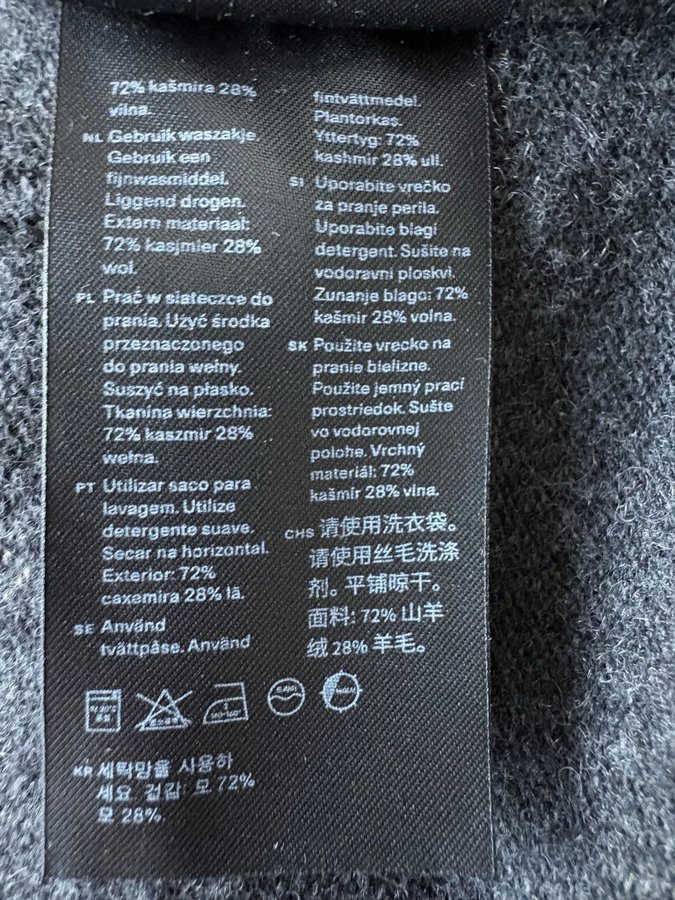 72% kašmira 28%
vilna.
NL Gebruik waszakje.
Gebruik een
fijnwasmiddel.
Liggend drogen.
Extern materiaal:
72% kasjmier 28%
wol.
PL Prać w siateczce do
prania. Użyć środka
przeznaczonego
do prania wełny.
Suszyć na płasko.
Tkanina wierzchnia:
72% kaszmir 28%
wełna.
PT Utilizar saco para
lavagem. Utilize
detergente suave.
Secar na horizontal.
Exterior: 72%
caxemira 28% lã.
SE Använd
tvättpåse. Använd
fintvättmedel.
Plantorkas.
Yttertyg: 72%
kashmir 28% ull.
SI Uporabite vrečko
za pranje perila.
Uporabite blagi
detergent. Sušite na
vodoravni ploskvi.
Zunanje blago: 72%
kašmir 28% volna.
SK Použite vrecko na
pranie bielizne.
Použite jemný prací
prostriedok. Sušte
vo vodorovnej
polohe. Vrchný
materiál: 72%
kašmír 28% vlna.
CHS 请使用洗衣袋。
请使用丝毛洗涤
剂。平铺晾干。
面料: 72% 山羊
绒 28% 羊毛。
KR 세탁망을 사용하
세요. 겉감: 모 72%
모 28%